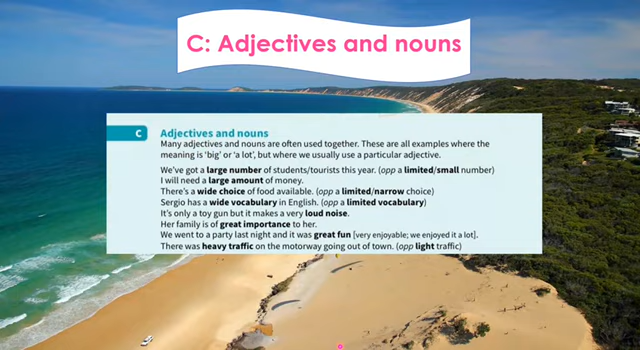 C: Adjectives and nouns
C
Adjectives and nouns
Many adjectives and nouns are often used together. These are all examples where the
meaning is ‘big’ or ‘a lot’, but where we usually use a particular adjective.
We've got a large number of students/tourists this year. (opp a limited/small number)
I will need a large amount of money.
There's a wide choice of food available. (opp a limited/narrow choice)
Sergio has a wide vocabulary in English. (opp a limited vocabulary)
It's only a toy gun but it makes a very loud noise.
Her family is of great importance to her.
We went to a party last night and it was great fun [very enjoyable; we enjoyed it a lot].
There was heavy traffic on the motorway going out of town. (opp light traffic)